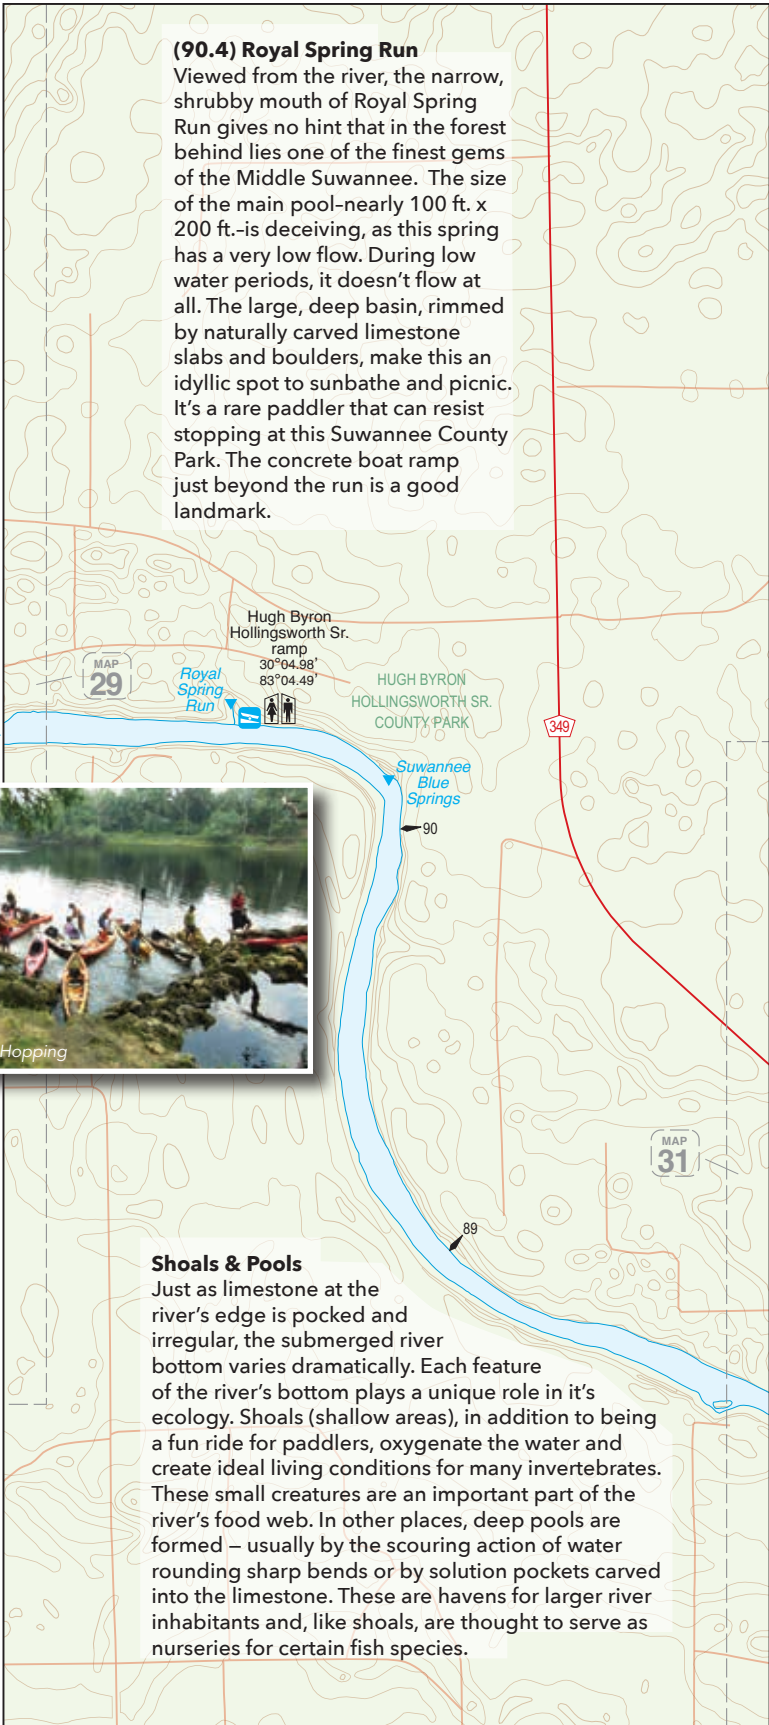 (90.4) Royal Spring Run
Viewed from the river, the narrow,
shrubby mouth of Royal Spring
Run gives no hint that in the forest
behind lies one of the finest gems
of the Middle Suwannee.  The size
of the main pool–nearly 100 ft. x
200 ft.–is deceiving, as this spring
has a very low flow. During low
water periods, it doesn't flow at
all. The large, deep basin, rimmed
by naturally carved limestone
slabs and boulders, make this an
idyllic spot to sunbathe and picnic.
It's a rare paddler that can resist
stopping at this Suwannee County
Park. The concrete boat ramp
just beyond the run is a good
landmark.
Hugh Byron
Hollingsworth Sr.
ramp
30°04.98'
83°04.49'
MAP
29
Royal
Spring
Run
HUGH BYRON
HOLLINGSWORTH SR.
COUNTY PARK
349
Suwannee
Blue
Springs
90
Hopping
MAP
31
89
Shoals & Pools
Just as limestone at the
river's edge is pocked and
irregular, the submerged river
bottom varies dramatically. Each feature
of the river's bottom plays a unique role in it's
ecology. Shoals (shallow areas), in addition to being
a fun ride for paddlers, oxygenate the water and
create ideal living conditions for many invertebrates.
These small creatures are an important part of the
river's food web. In other places, deep pools are
formed – usually by the scouring action of water
rounding sharp bends or by solution pockets carved
into the limestone. These are havens for larger river
inhabitants and, like shoals, are thought to serve as
nurseries for certain fish species.